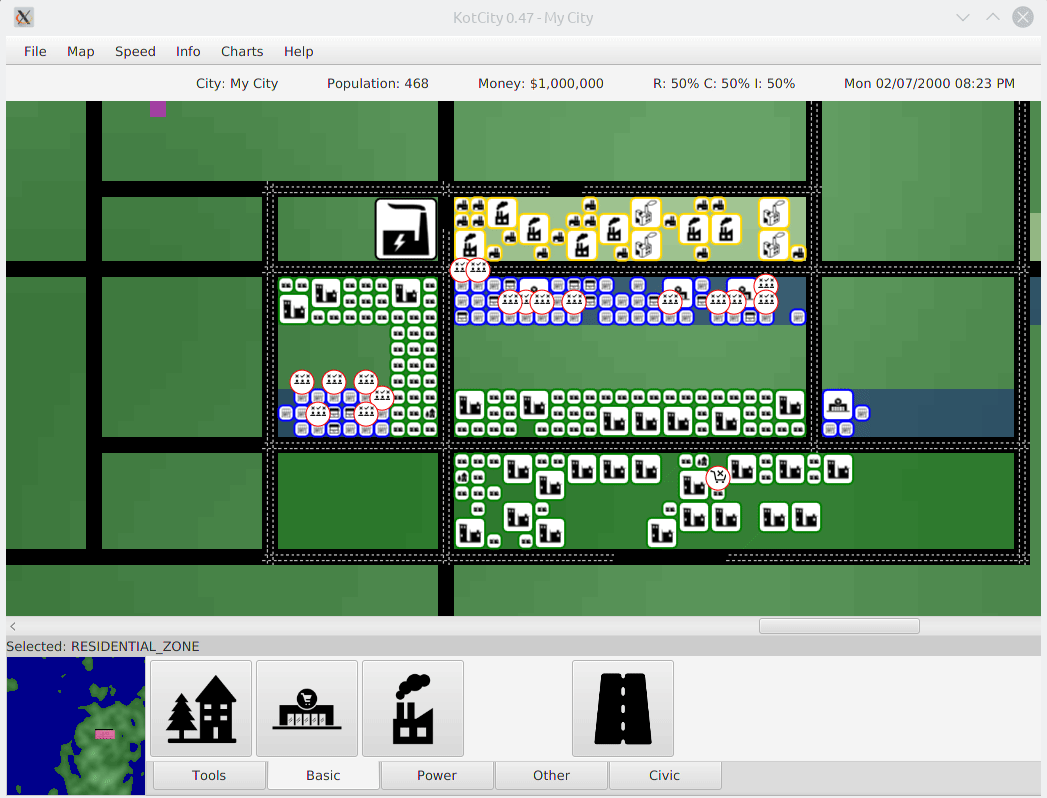 KotCity 0.47 - My City
File Map Speed Info Charts Help
City: My City Population: 468 Money: $1,000,000 R: 50% C: 50% I: 50% Mon 02/07/2000 08:23 PM
Selected: RESIDENTIAL_ZONE
Tools Basic Power Other Civic